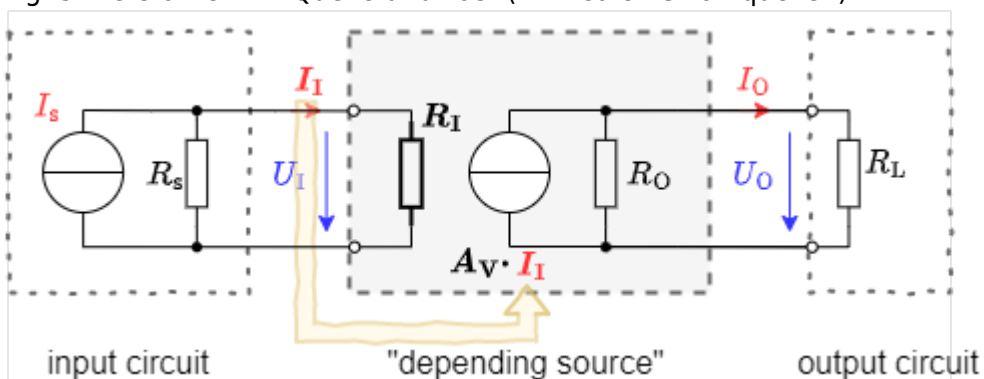 I_s
R_s
I_I
U_I
R_I
A_V · I_I
R_O
I_O
U_O
R_L
input circuit
"depending source"
output circuit